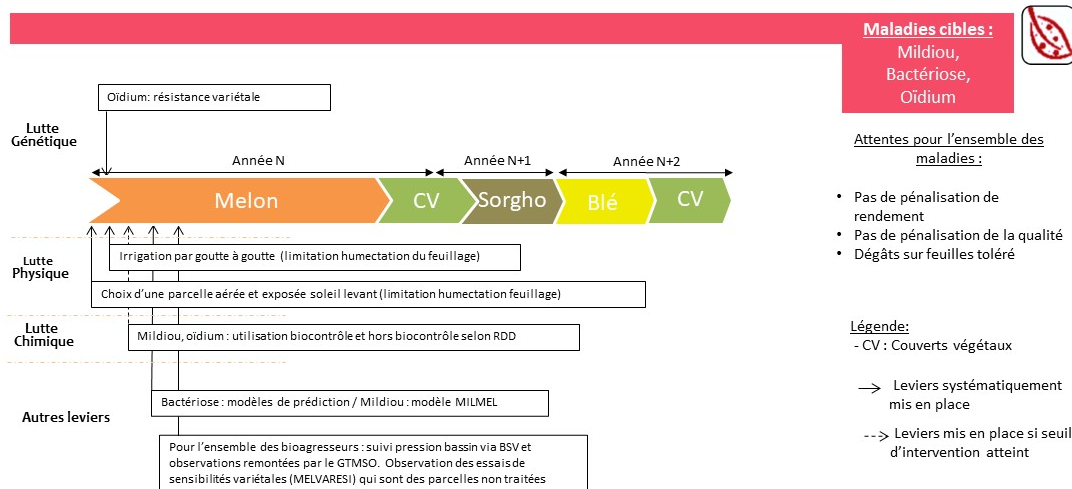 Maladies cibles :
Mildiou,
Bactériose,
Oïdium
Oïdium: résistance variétale
Lutte
Génétique
Année N
Année N+1
Année N+2
Melon
CV
Sorgho
Blé
CV
Lutte
Physique
Irrigation par goutte à goutte (limitation humectation du feuillage)
Choix d'une parcelle aérée et exposée soleil levant (limitation humectation feuillage)
Lutte
Chimique
Mildiou, oïdium : utilisation biocontrôle et hors biocontrôle selon RDD
Autres leviers
Bactériose : modèles de prédiction / Mildiou : modèle MILMEL
Pour l'ensemble des bioagresseurs : suivi pression bassin via BSV et
observations remontées par le GTMSO. Observation des essais de
sensibilités variétales (MELVARESI) qui sont des parcelles non traitées
Attentes pour l'ensemble des
maladies :
• Pas de pénalisation de
rendement
• Pas de pénalisation de la qualité
• Dégâts sur feuilles toléré
Légende:
- CV : Couverts végétaux
Leviers systématiquement
mis en place
Leviers mis en place si seuil
d'intervention atteint